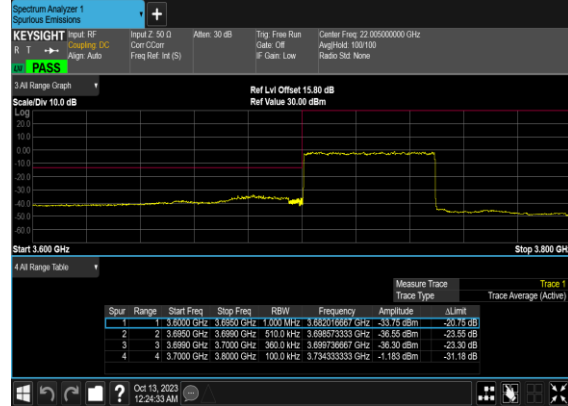 Spectrum Analyzer 1
Spurious Emissions
KEYSIGHT Input: RF Input Z: 50 Ω Atten: 30 dB Trig: Free Run Center Freq: 22.005000000 GHz
R T Coupling: DC Corr CCorr Gate: Off Avg|Hold: 100/100
Align: Auto Freq Ref: Int (S) IF Gain: Low Radio Std: None
PASS
3 All Range Graph
Ref Lvl Offset 15.80 dB
Scale/Div 10.0 dB Ref Value 30.00 dBm
Log
20.0
10.0
0.00
-10.0
-20.0
-30.0
-40.0
-50.0
-60.0
Start 3.600 GHz Stop 3.800 GH
4 All Range Table
Measure Trace Trace 1
Trace Type Trace Average (Active)
Spur Range Start Freq Stop Freq RBW Frequency Amplitude ΔLimit
1 1 3.6000 GHz 3.6950 GHz 1.000 MHz 3.682016667 GHz -33.75 dBm -20.75 dB
2 2 3.6950 GHz 3.6990 GHz 510.0 kHz 3.698573333 GHz -36.55 dBm -23.55 dB
3 3 3.6990 GHz 3.7000 GHz 360.0 kHz 3.699736667 GHz -36.30 dBm -23.30 dB
4 4 3.7000 GHz 3.8000 GHz 100.0 kHz 3.734333333 GHz -1.183 dBm -31.18 dB
? Oct 13, 2023
12:24:33 AM